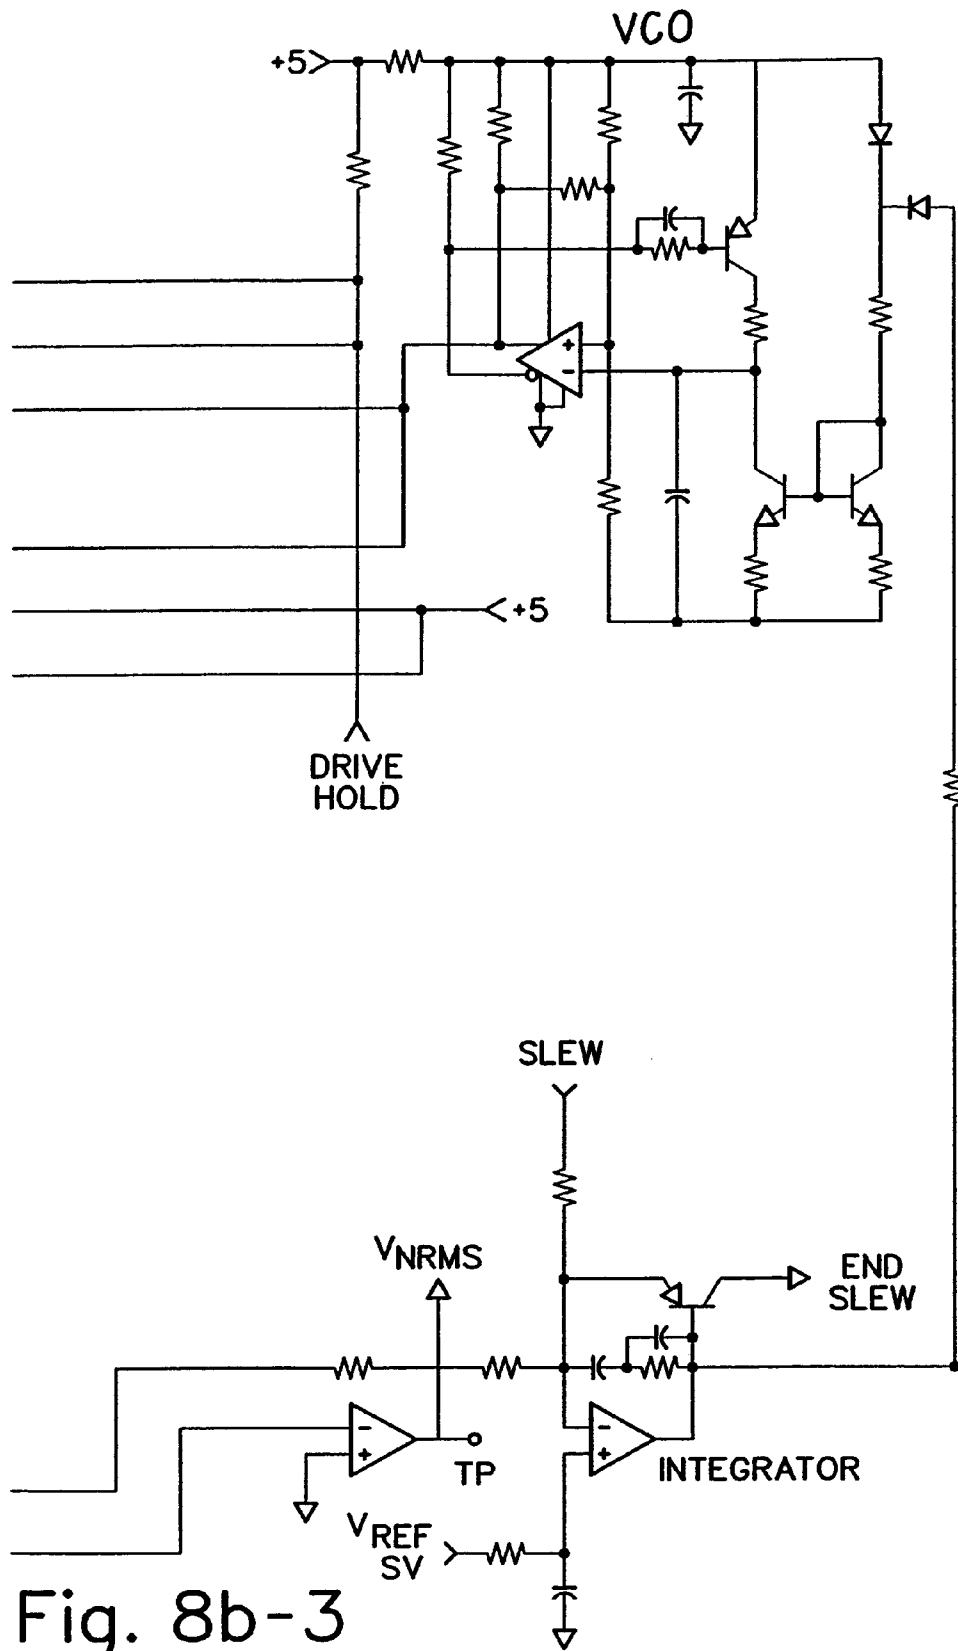 VCO
+5
+
-
+5
DRIVE
HOLD
SLEW
VNRMS
END
SLEW
-
+
TP
-
+
INTEGRATOR
VREF
SV
Fig. 8b-3